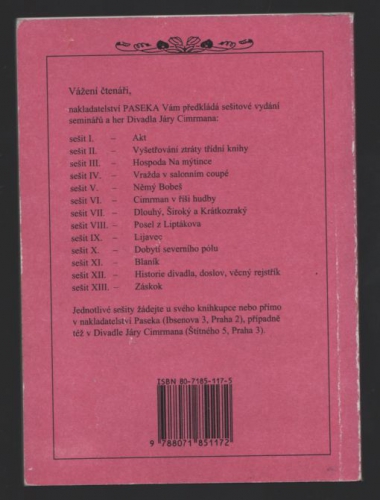 Vážení čtenáři,
nakladatelství PASEKA Vám předkládá sešitové vydání
seminářů a her Divadla Járy Cimrmana:
sešit I. – Akt
sešit II. – Vyšetřování ztráty třídní knihy
sešit III. – Hospoda Na mýtince
sešit IV. – Vražda v salonním coupé
sešit V. – Němý Bobeš
sešit VI. – Cimrman v říši hudby
sešit VII. – Dlouhý, Široký a Krátkozraký
sešit VIII. – Posel z Liptákova
sešit IX. – Lijavec
sešit X. – Dobytí severního pólu
sešit XI. – Blaník
sešit XII. – Historie divadla, doslov, věcný rejstřík
sešit XIII. – Záskok
Jednotlivé sešity žádejte u svého knihkupce nebo přímo
v nakladatelství Paseka (Ibsenova 3, Praha 2), případně
též v Divadle Járy Cimrmana (Štítného 5, Praha 3).
ISBN 80-7185-117-5
9 788071 851172